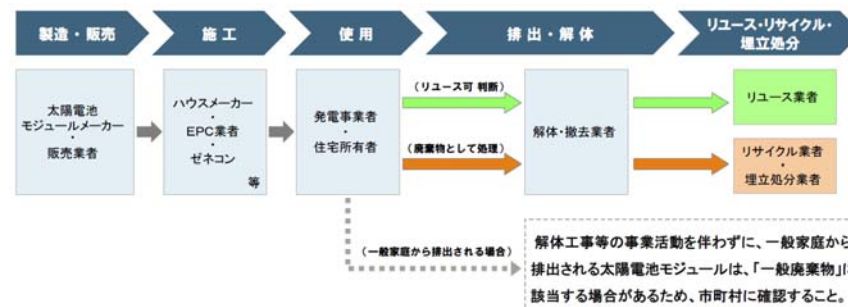 製造・販売
施工
使用
排出・解体
リユース・リサイクル・
埋立処分
太陽電池
モジュールメーカー
・
販売業者
ハウスメーカー
・
EPC業者
・
ゼネコン
等
発電事業者
・
住宅所有者
(リユース可 判断)
(廃棄物として処理)
解体・撤去業者
リユース業者
リサイクル業者
・
埋立処分業者
(一般家庭から排出される場合)
解体工事等の事業活動を伴わずに、一般家庭から
排出される太陽電池モジュールは、「一般廃棄物」に
該当する場合があるため、市町村に確認すること。